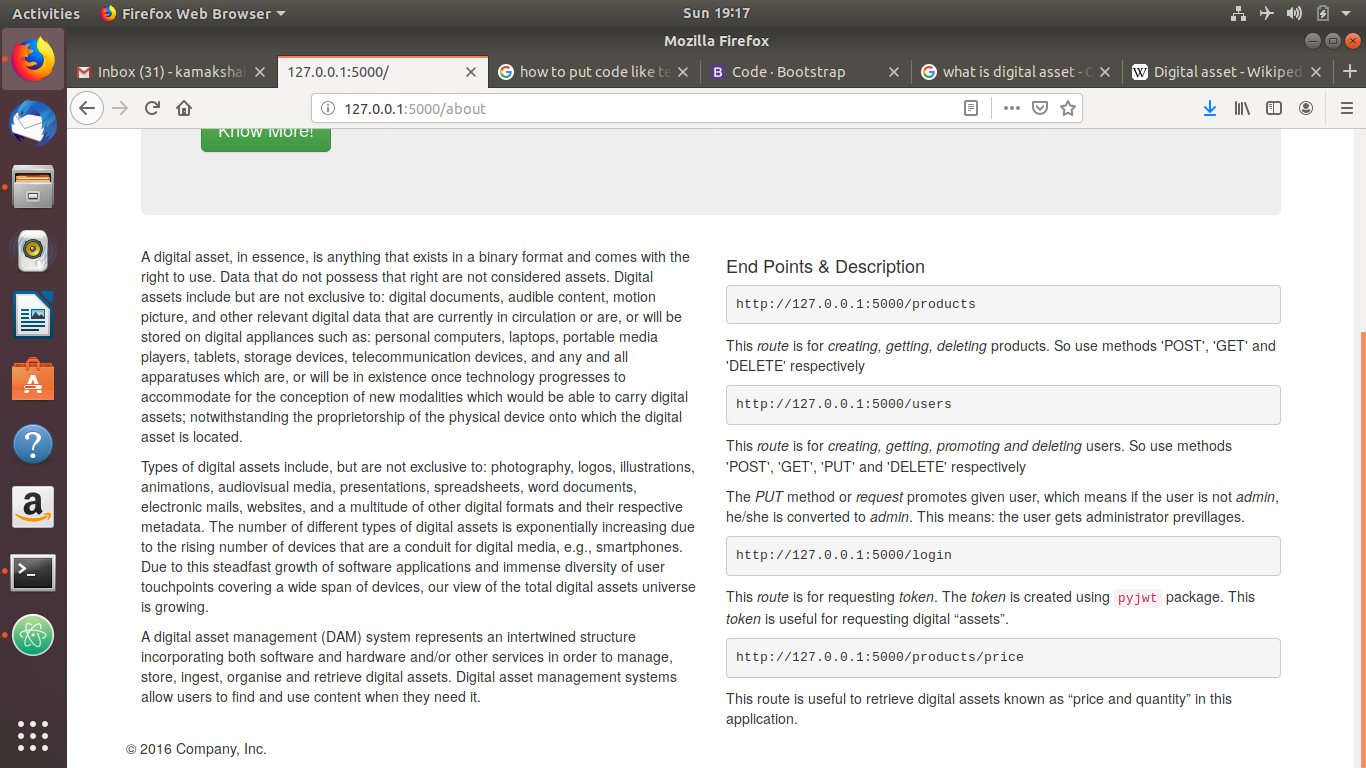 Activities Firefox Web Browser Sun 19:17
Mozilla Firefox
Inbox (31) - kamaksha 127.0.0.1:5000/ how to put code like te Code · Bootstrap what is digital asset - Digital asset - Wikiped
127.0.0.1:5000/about
Know More!
A digital asset, in essence, is anything that exists in a binary format and comes with the
right to use. Data that do not possess that right are not considered assets. Digital
assets include but are not exclusive to: digital documents, audible content, motion
picture, and other relevant digital data that are currently in circulation or are, or will be
stored on digital appliances such as: personal computers, laptops, portable media
players, tablets, storage devices, telecommunication devices, and any and all
apparatuses which are, or will be in existence once technology progresses to
accommodate for the conception of new modalities which would be able to carry digital
assets; notwithstanding the proprietorship of the physical device onto which the digital
asset is located.
Types of digital assets include, but are not exclusive to: photography, logos, illustrations,
animations, audiovisual media, presentations, spreadsheets, word documents,
electronic mails, websites, and a multitude of other digital formats and their respective
metadata. The number of different types of digital assets is exponentially increasing due
to the rising number of devices that are a conduit for digital media, e.g., smartphones.
Due to this steadfast growth of software applications and immense diversity of user
touchpoints covering a wide span of devices, our view of the total digital assets universe
is growing.
A digital asset management (DAM) system represents an intertwined structure
incorporating both software and hardware and/or other services in order to manage,
store, ingest, organise and retrieve digital assets. Digital asset management systems
allow users to find and use content when they need it.
End Points & Description
http://127.0.0.1:5000/products
This route is for creating, getting, deleting products. So use methods 'POST', 'GET' and
'DELETE' respectively
http://127.0.0.1:5000/users
This route is for creating, getting, promoting and deleting users. So use methods
'POST', 'GET', 'PUT' and 'DELETE' respectively
The PUT method or request promotes given user, which means if the user is not admin,
he/she is converted to admin. This means: the user gets administrator previllages.
http://127.0.0.1:5000/login
This route is for requesting token. The token is created using pyjwt package. This
token is useful for requesting digital “assets”.
http://127.0.0.1:5000/products/price
This route is useful to retrieve digital assets known as “price and quantity” in this
application.
© 2016 Company, Inc.